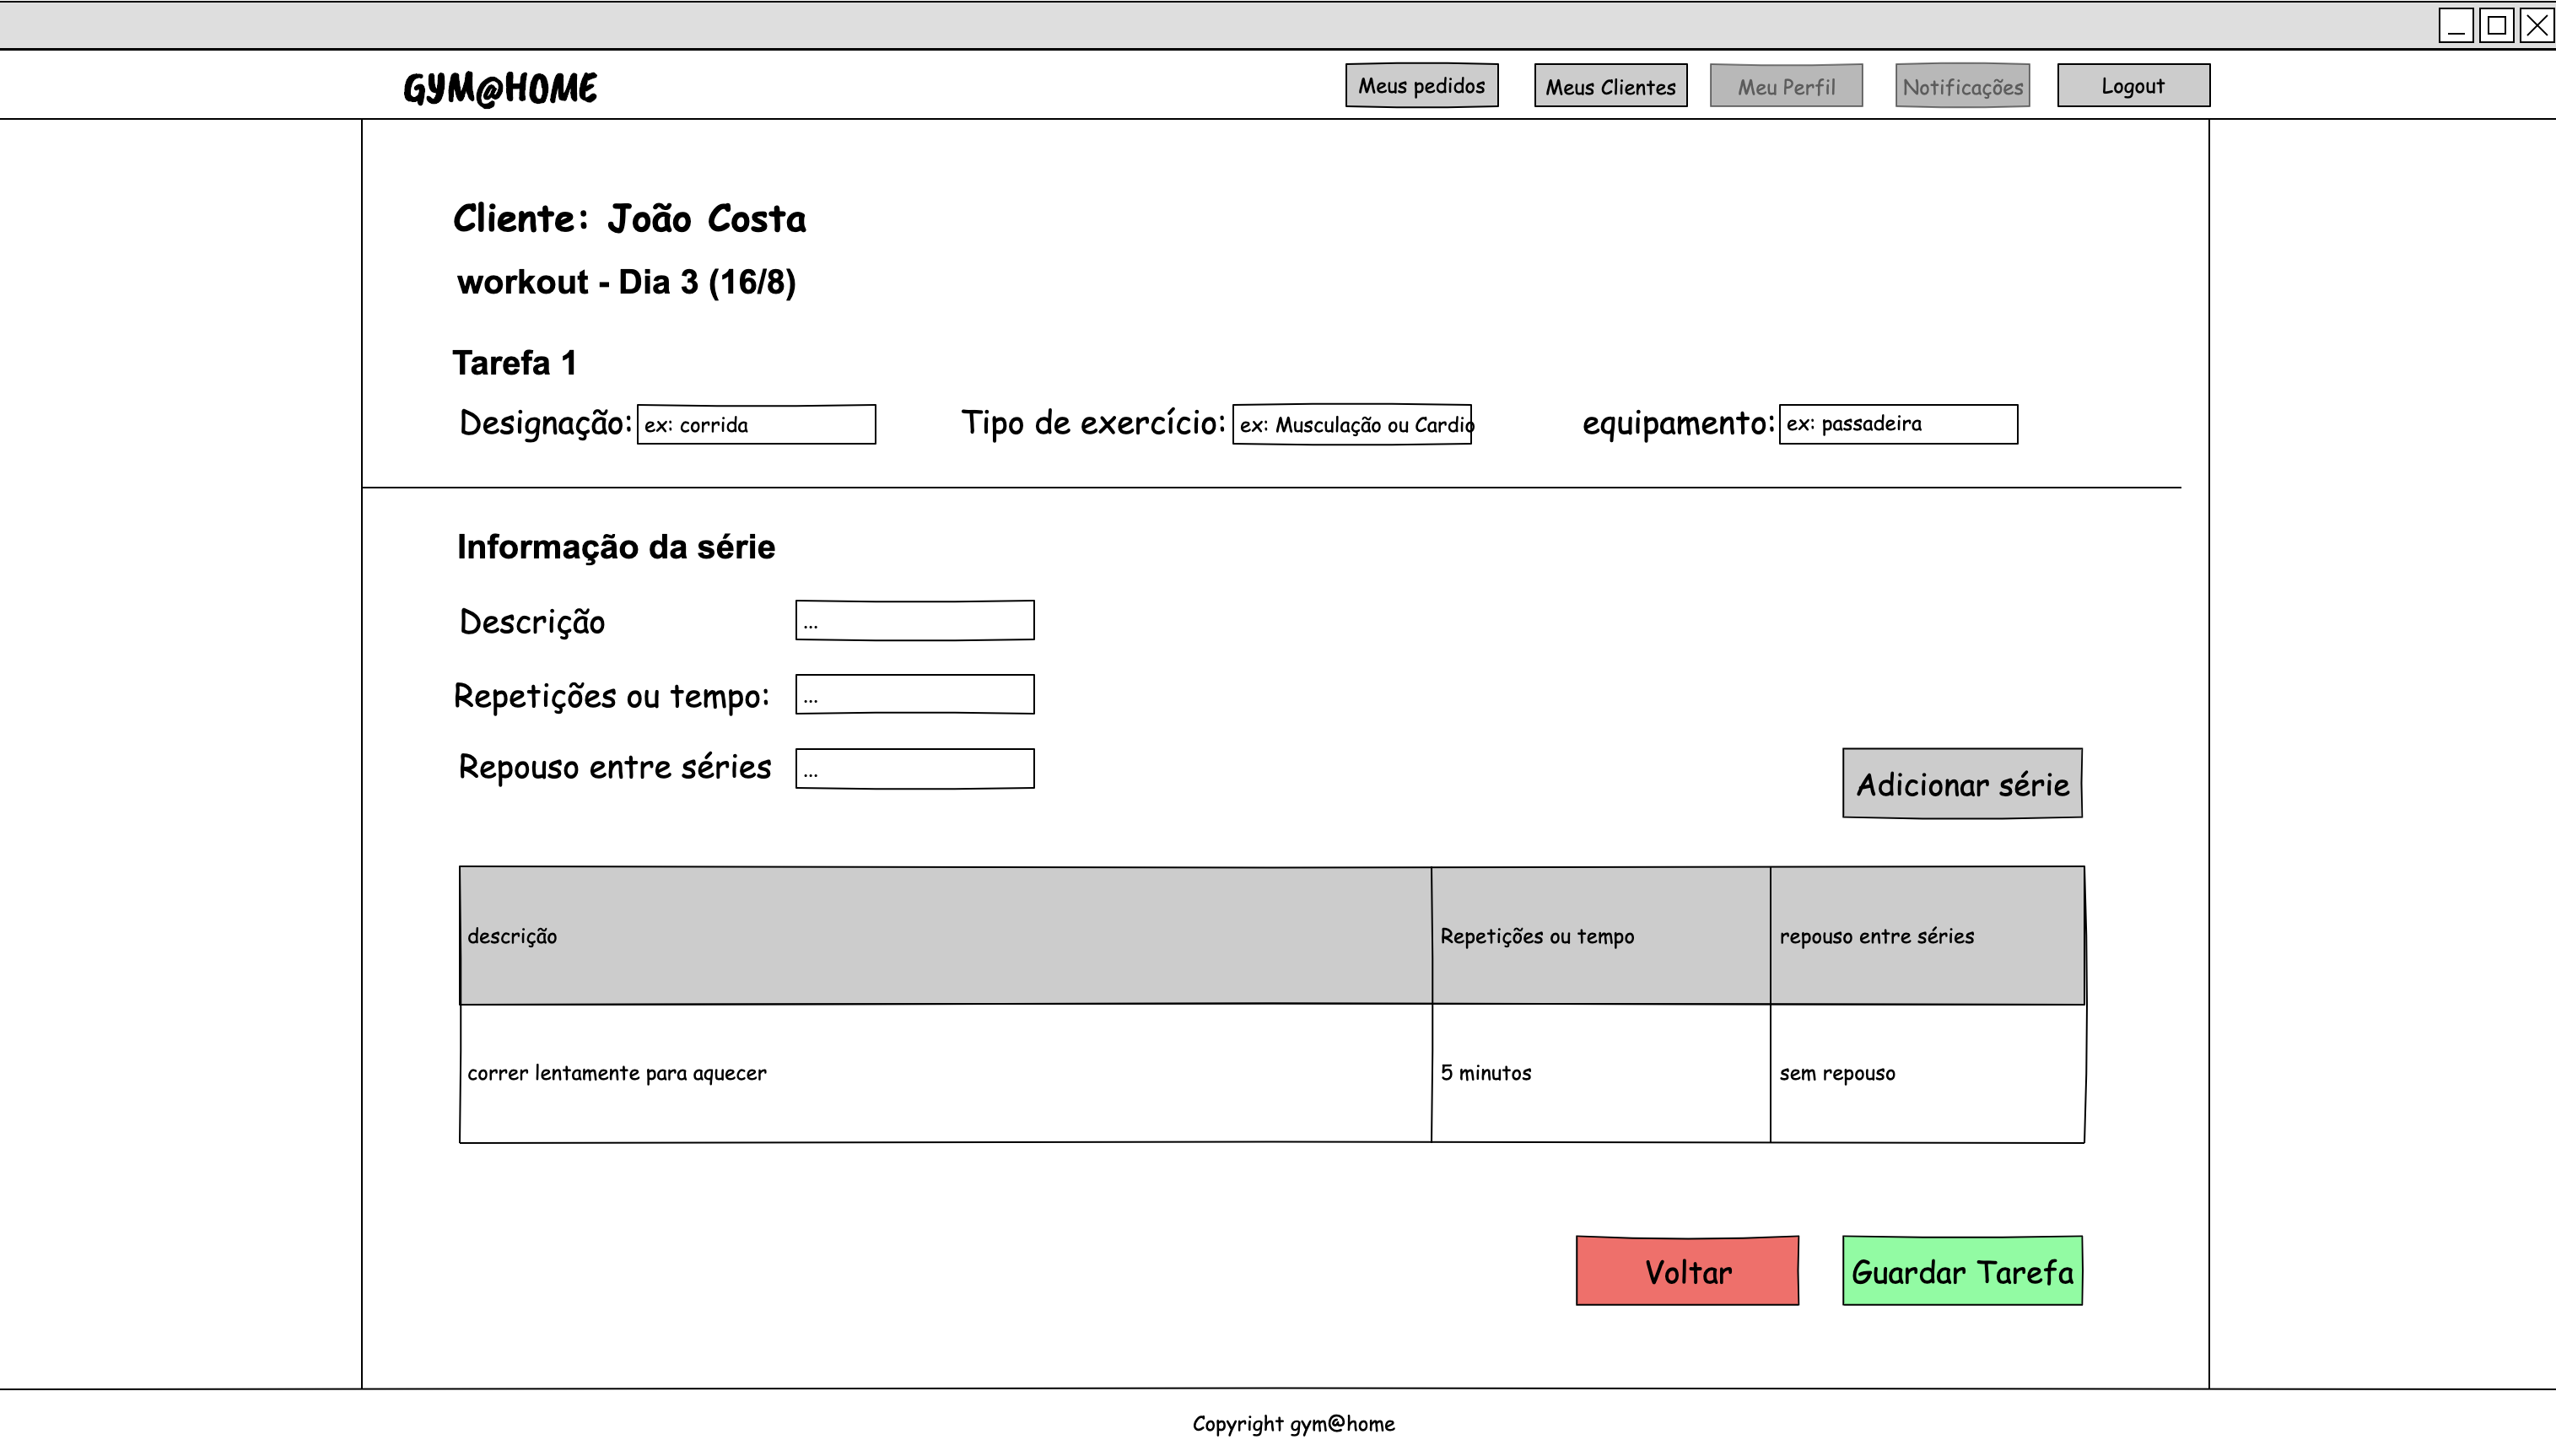 GYM@HOME
Meus pedidos
Meus Clientes
Meu Perfil
Notificações
Logout
Cliente: João Costa
workout - Dia 3 (16/8)
Tarefa 1
Designação: ex: corrida
Tipo de exercício: ex: Musculação ou Cardio
equipamento: ex: passadeira
Informação da série
Descrição ...
Repetições ou tempo: ...
Repouso entre séries ...
Adicionar série
descrição Repetições ou tempo repouso entre séries
correr lentamente para aquecer 5 minutos sem repouso
Voltar
Guardar Tarefa
Copyright gym@home